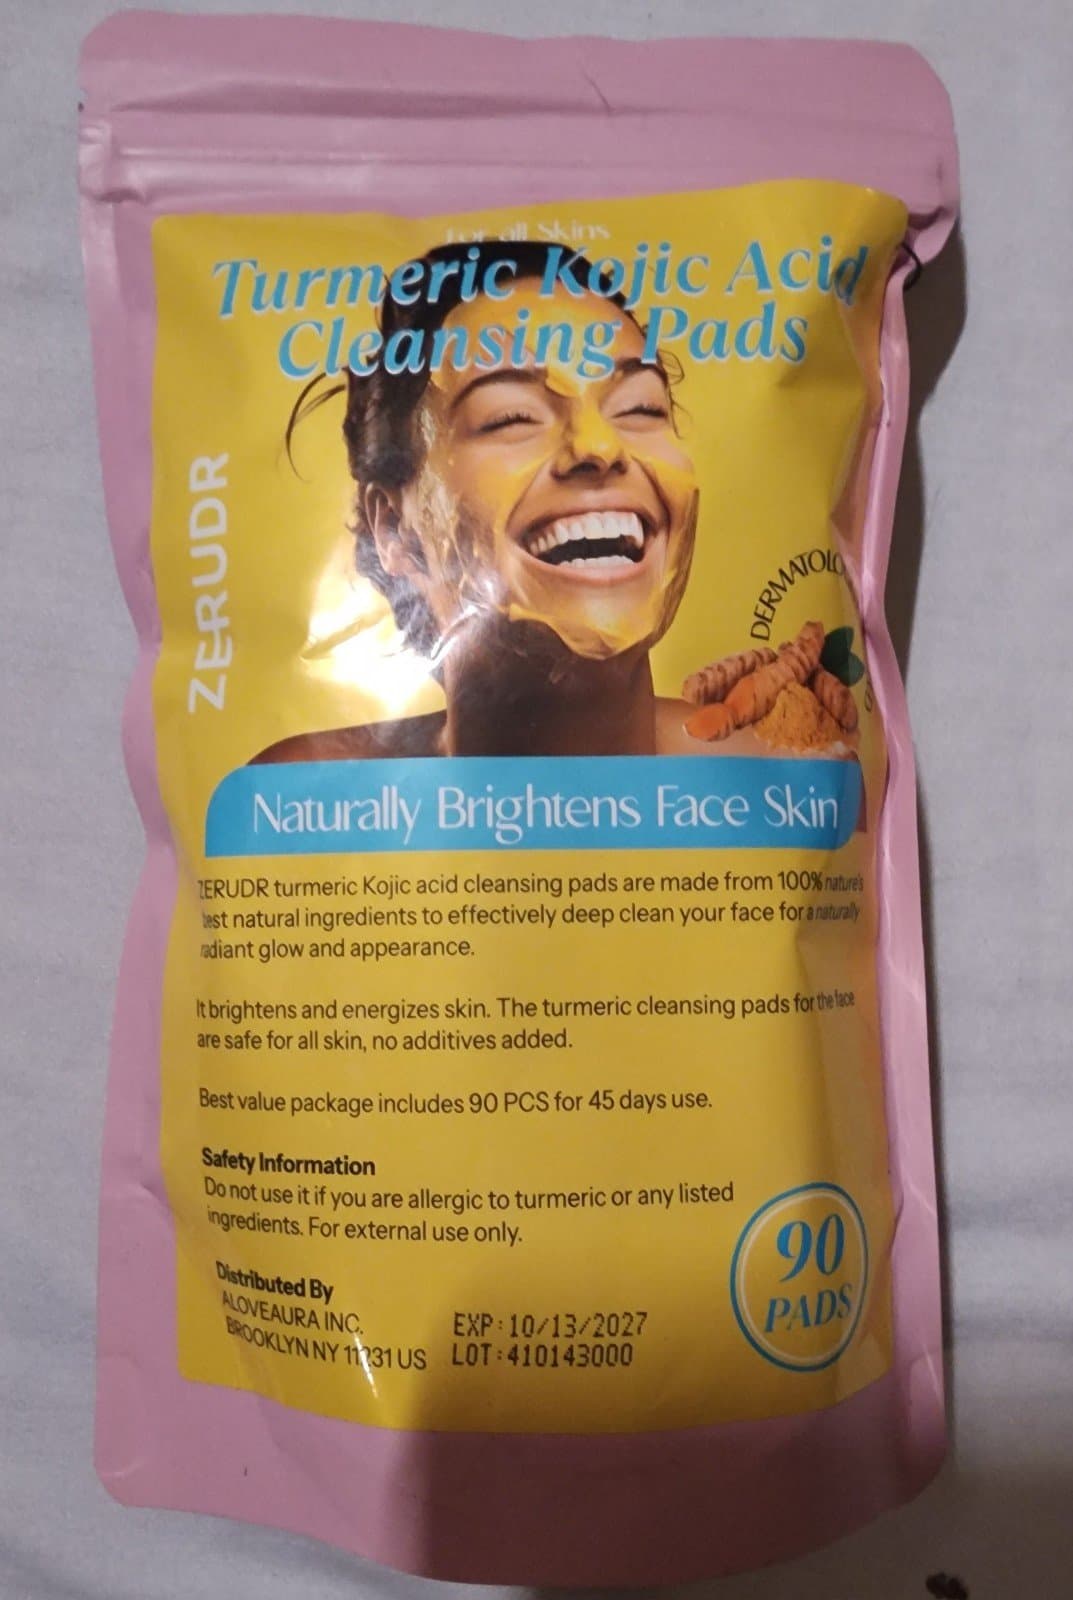 For all Skins
Turmeric Kojic Acid
Cleansing Pads
ZERUDR
Naturally Brightens Face Skin
ZERUDR turmeric Kojic acid cleansing pads are made from 100% nature's
best natural ingredients to effectively deep clean your face for a naturally
radiant glow and appearance.
It brightens and energizes skin. The turmeric cleansing pads for the face
are safe for all skin, no additives added.
Best value package includes 90 PCS for 45 days use.
Safety Information
Do not use it if you are allergic to turmeric or any listed
ingredients. For external use only.
90
PADS
Distributed By
ALOVEAURA INC.
BROOKLYN NY 11231 US
EXP:10/13/2027
LOT:410143000